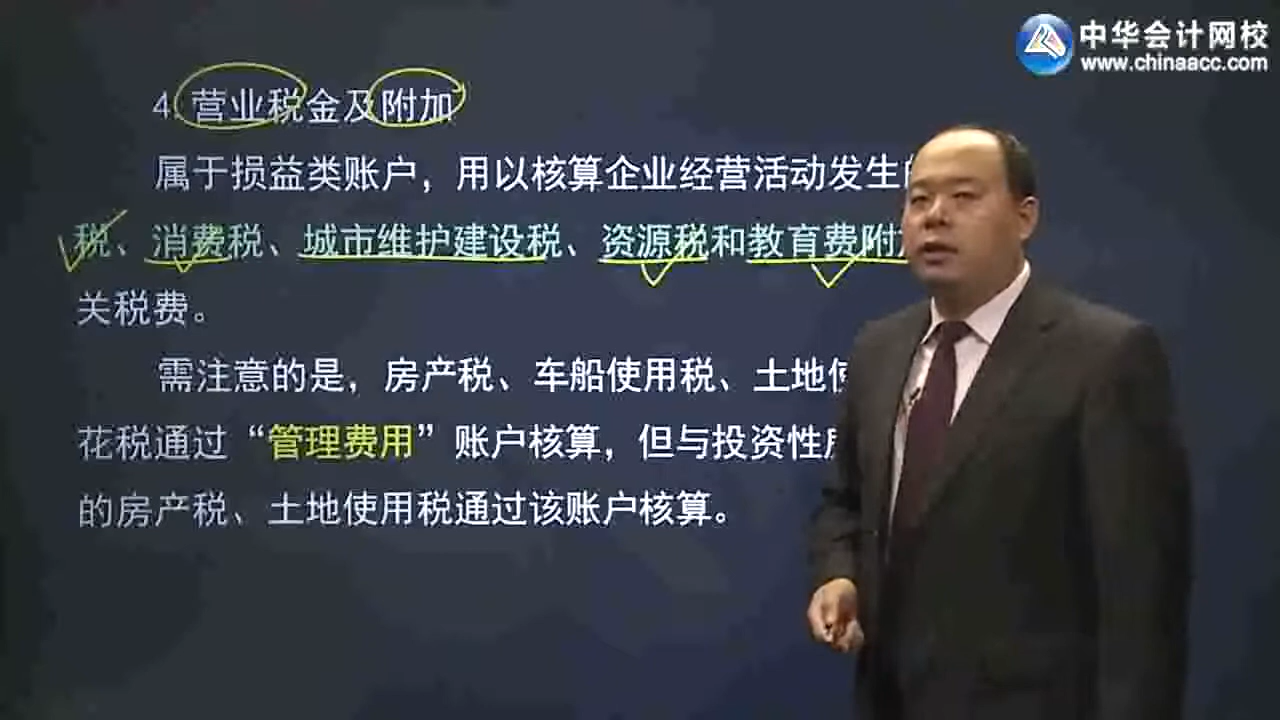 中华会计网校
www.chinaacc.com
4.营业税金及附加
属于损益类账户，用以核算企业经营活动发生的
税、消费税、城市维护建设税、资源税和教育费附加
关税费。
需注意的是，房产税、车船使用税、土地使
花税通过“管理费用”账户核算，但与投资性房
的房产税、土地使用税通过该账户核算。